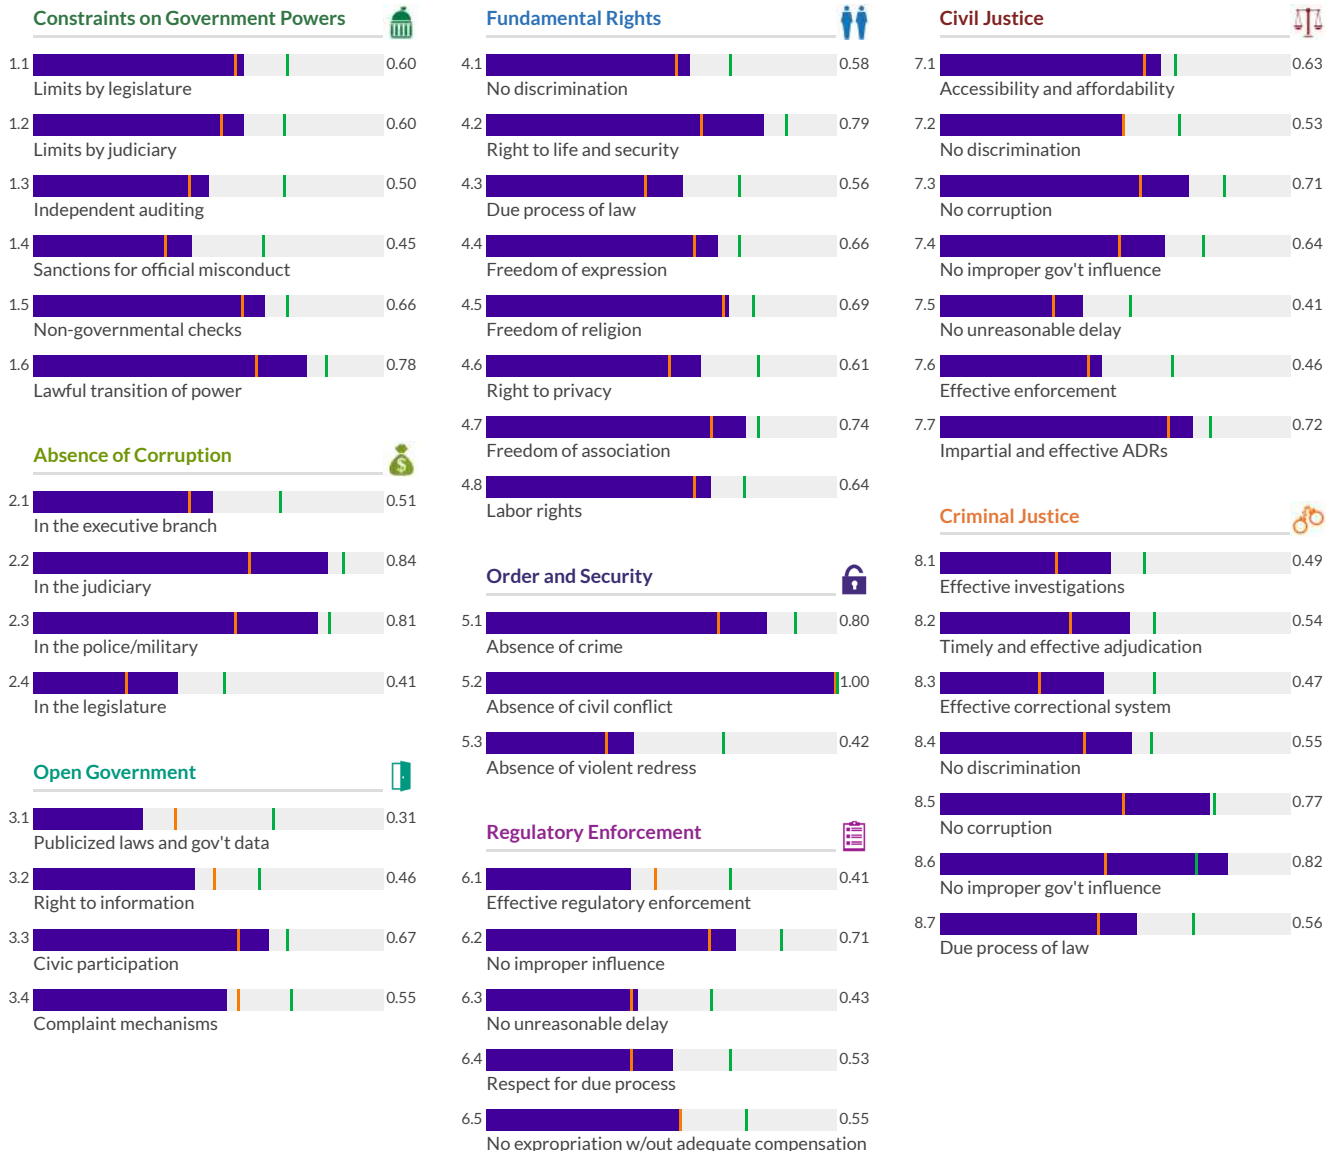 Constraints on Government Powers
1.1 0.60
Limits by legislature
1.2 0.60
Limits by judiciary
1.3 0.50
Independent auditing
1.4 0.45
Sanctions for official misconduct
1.5 0.66
Non-governmental checks
1.6 0.78
Lawful transition of power
Absence of Corruption
$
2.1 0.51
In the executive branch
2.2 0.84
In the judiciary
2.3 0.81
In the police/military
2.4 0.41
In the legislature
Open Government
3.1 0.31
Publicized laws and gov't data
3.2 0.46
Right to information
3.3 0.67
Civic participation
3.4 0.55
Complaint mechanisms
Fundamental Rights
4.1 0.58
No discrimination
4.2 0.79
Right to life and security
4.3 0.56
Due process of law
4.4 0.66
Freedom of expression
4.5 0.69
Freedom of religion
4.6 0.61
Right to privacy
4.7 0.74
Freedom of association
4.8 0.64
Labor rights
Order and Security
5.1 0.80
Absence of crime
5.2 1.00
Absence of civil conflict
5.3 0.42
Absence of violent redress
Regulatory Enforcement
6.1 0.41
Effective regulatory enforcement
6.2 0.71
No improper influence
6.3 0.43
No unreasonable delay
6.4 0.53
Respect for due process
6.5 0.55
No expropriation w/out adequate compensation
Civil Justice
7.1 0.63
Accessibility and affordability
7.2 0.53
No discrimination
7.3 0.71
No corruption
7.4 0.64
No improper gov't influence
7.5 0.41
No unreasonable delay
7.6 0.46
Effective enforcement
7.7 0.72
Impartial and effective ADRs
Criminal Justice
8.1 0.49
Effective investigations
8.2 0.54
Timely and effective adjudication
8.3 0.47
Effective correctional system
8.4 0.55
No discrimination
8.5 0.77
No corruption
8.6 0.82
No improper gov't influence
8.7 0.56
Due process of law